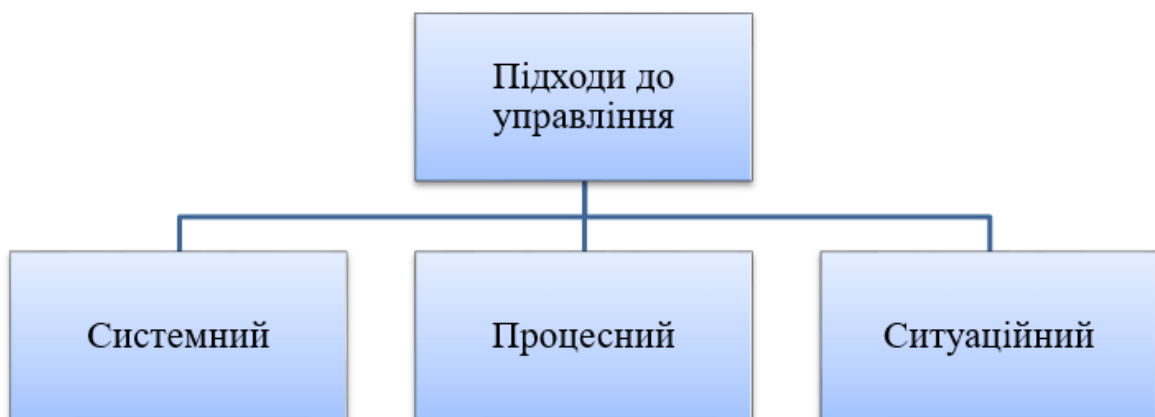 Підходи до
управління
Системний
Процесний
Ситуаційний